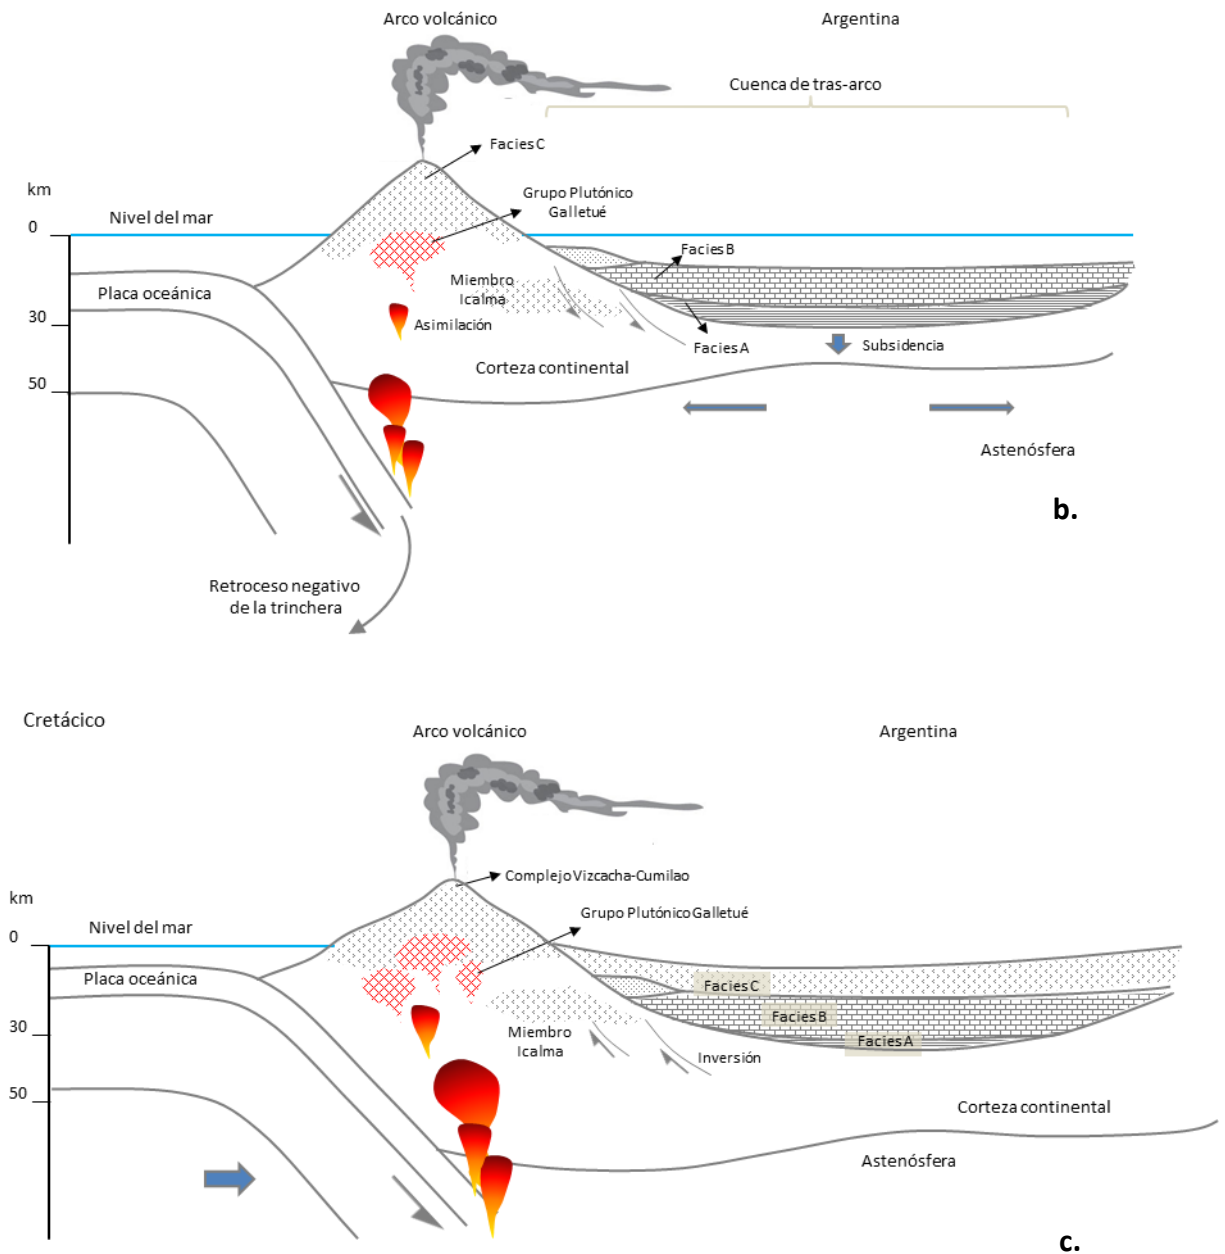 Arco volcánico
Argentina
Cuenca de tras-arco
Facies C
km
Grupo Plutónico
Galletué
Nivel del mar
0
Facies B
Miembro
Icalma
Placa oceánica
30
Asimilación
Facies A
Subsidencia
Corteza continental
50
Astenósfera
b.
Retroceso negativo
de la trinchera
Cretácico
Arco volcánico
Argentina
Complejo Vizcacha-Cumilao
km
Grupo Plutónico Galletué
Nivel del mar
0
Placa oceánica
Facies C
Facies B
30
Miembro
Icalma
Facies A
Inversión
50
Corteza continental
Astenósfera
c.